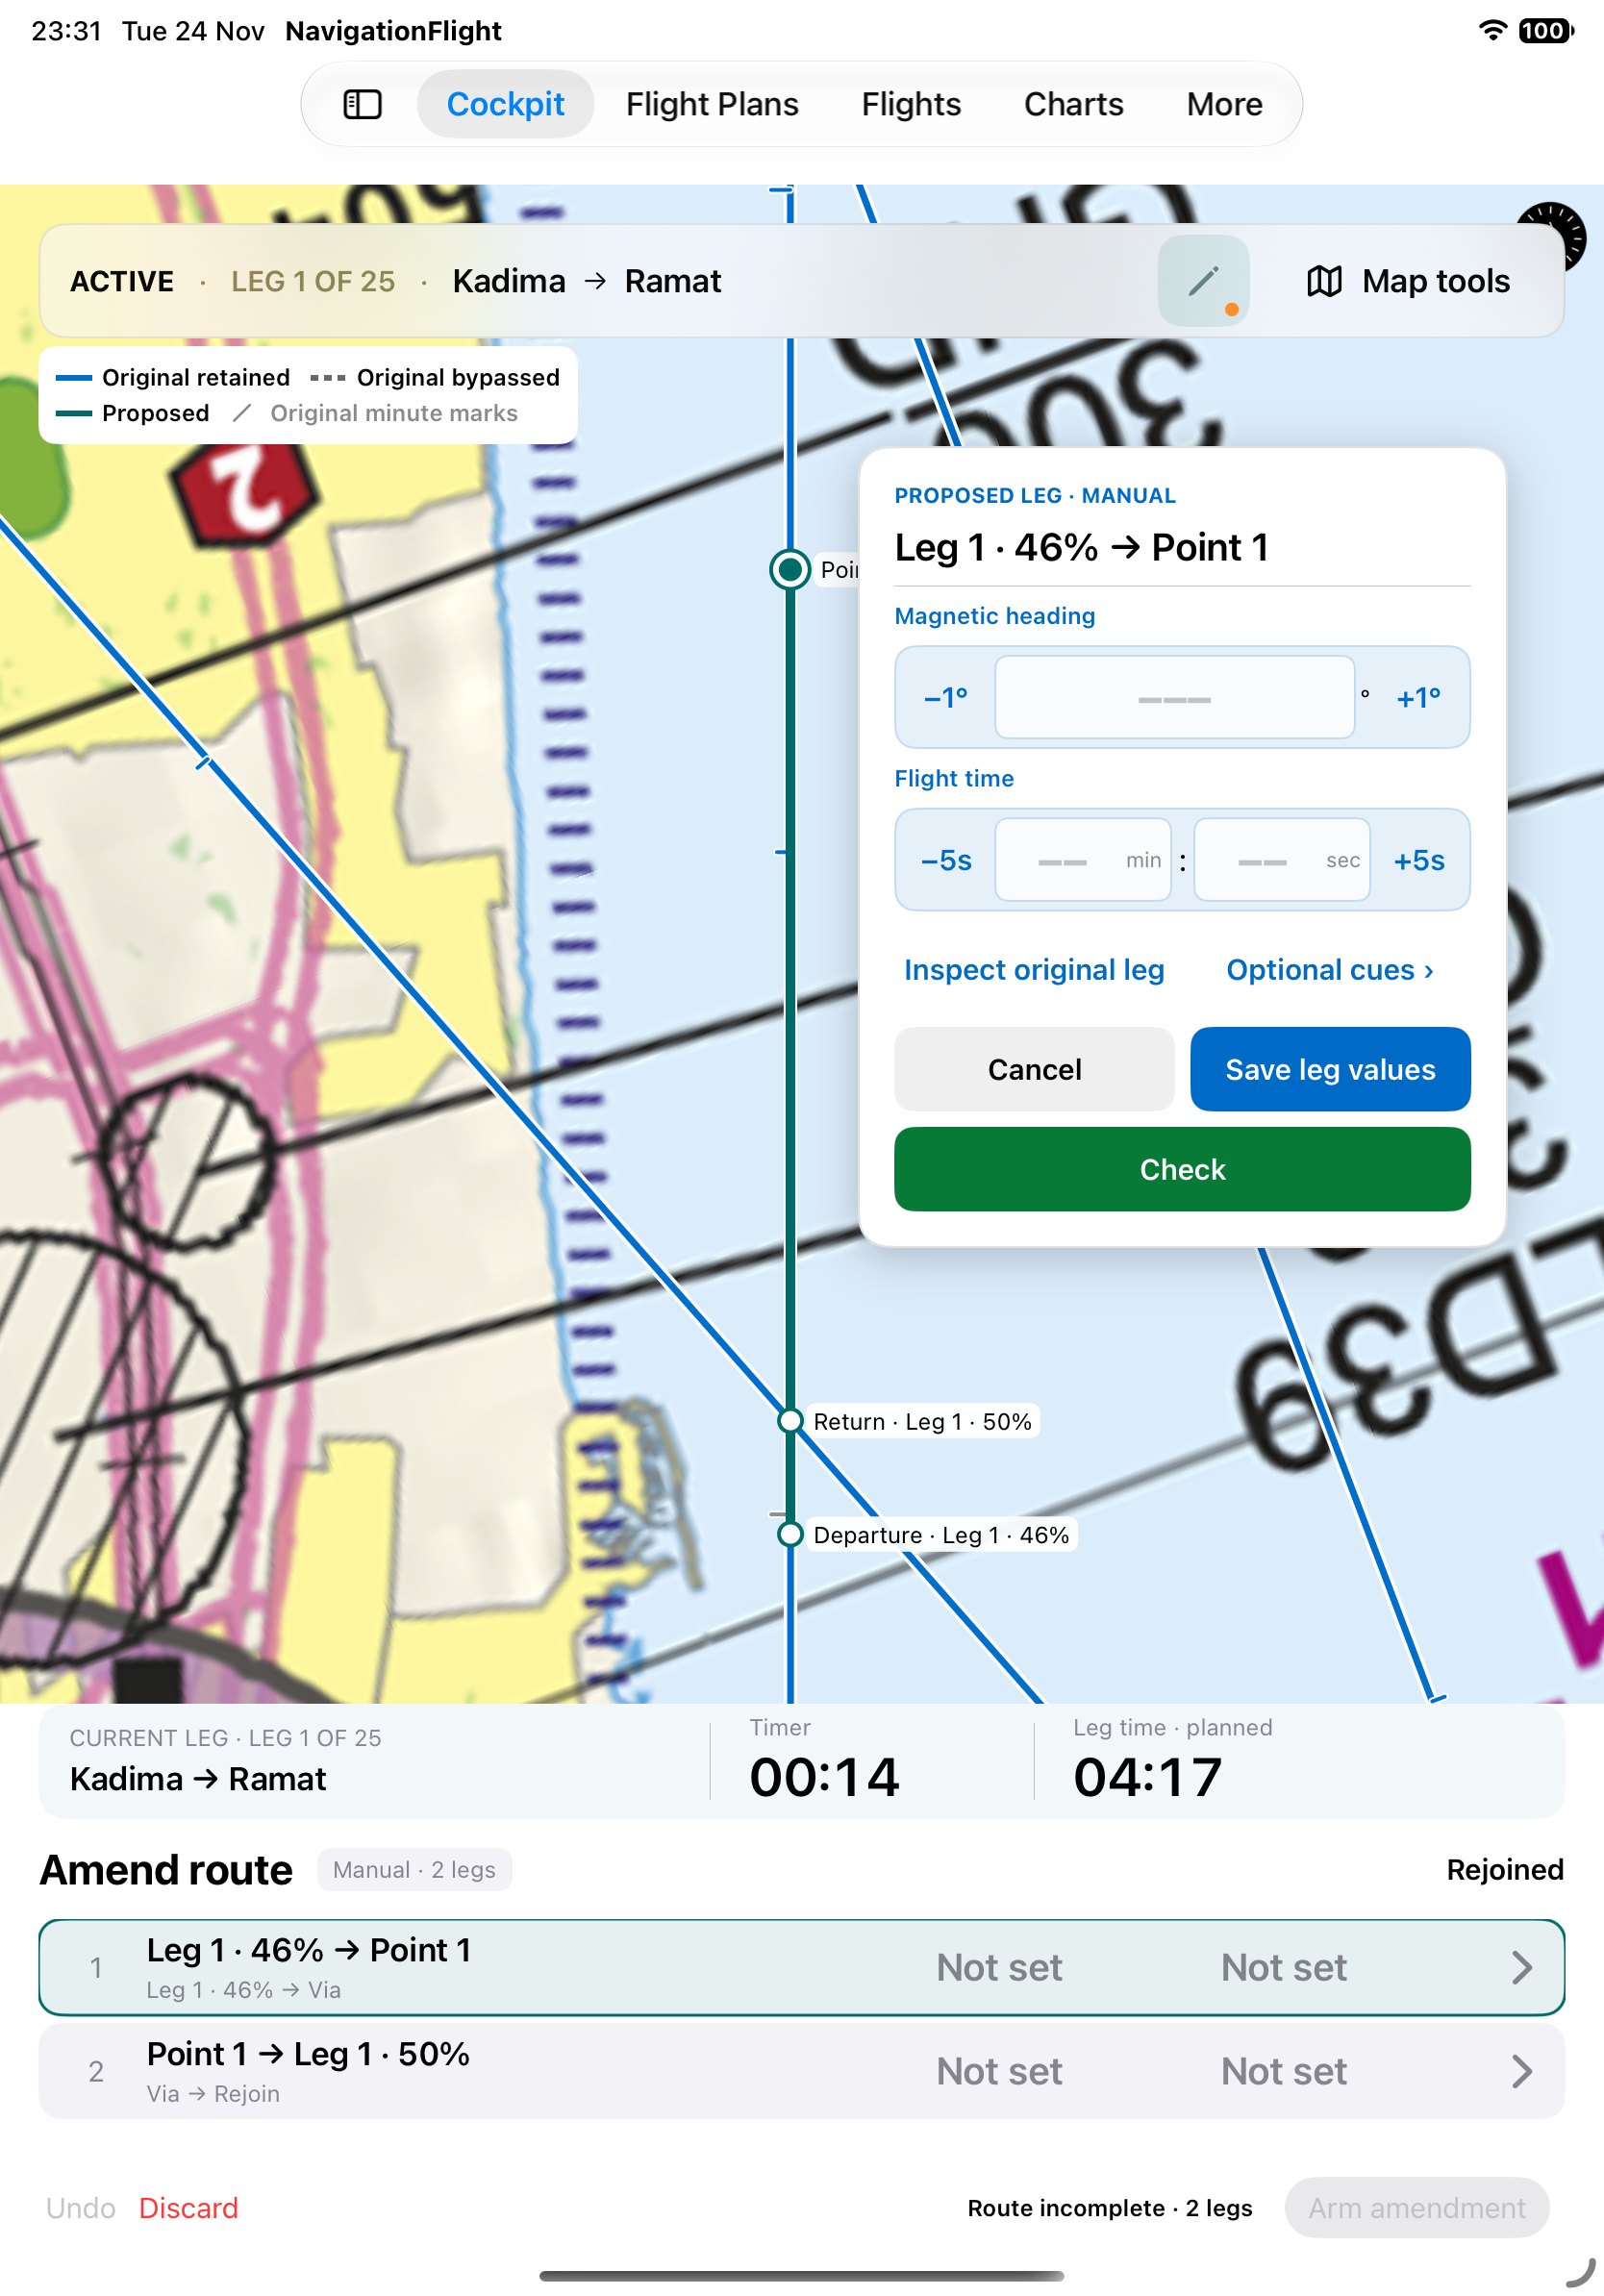 23:31 Tue 24 Nov NavigationFlight
100
Cockpit Flight Plans Flights Charts More
ACTIVE · LEG 1 OF 25 · Kadima → Ramat
Map tools
Original retained Original bypassed
Proposed Original minute marks
2
PROPOSED LEG · MANUAL
Leg 1 · 46% → Point 1
Magnetic heading
−1° ––– ° +1°
Flight time
−5s –– min : –– sec +5s
Inspect original leg Optional cues ›
Cancel Save leg values
Check
Return · Leg 1 · 50%
LD39
Departure · Leg 1 · 46%
CURRENT LEG · LEG 1 OF 25
Kadima → Ramat
Timer
00:14
Leg time · planned
04:17
Amend route Manual · 2 legs Rejoined
1 Leg 1 · 46% → Point 1 Not set Not set
Leg 1 · 46% → Via
2 Point 1 → Leg 1 · 50% Not set Not set
Via → Rejoin
Undo Discard Route incomplete · 2 legs Arm amendment